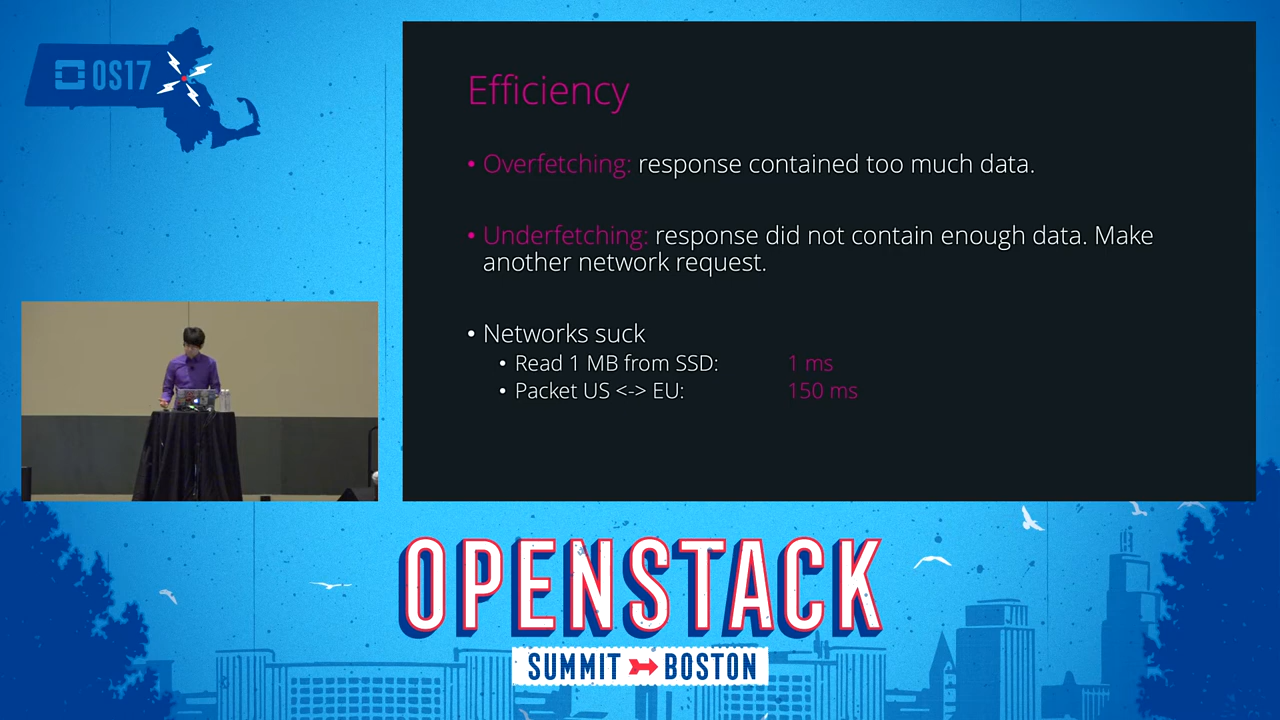 OS17
Efficiency
• Overfetching: response contained too much data.
• Underfetching: response did not contain enough data. Make
another network request.
• Networks suck
• Read 1 MB from SSD: 1 ms
• Packet US <-> EU: 150 ms
OPENSTACK
SUMMIT BOSTON